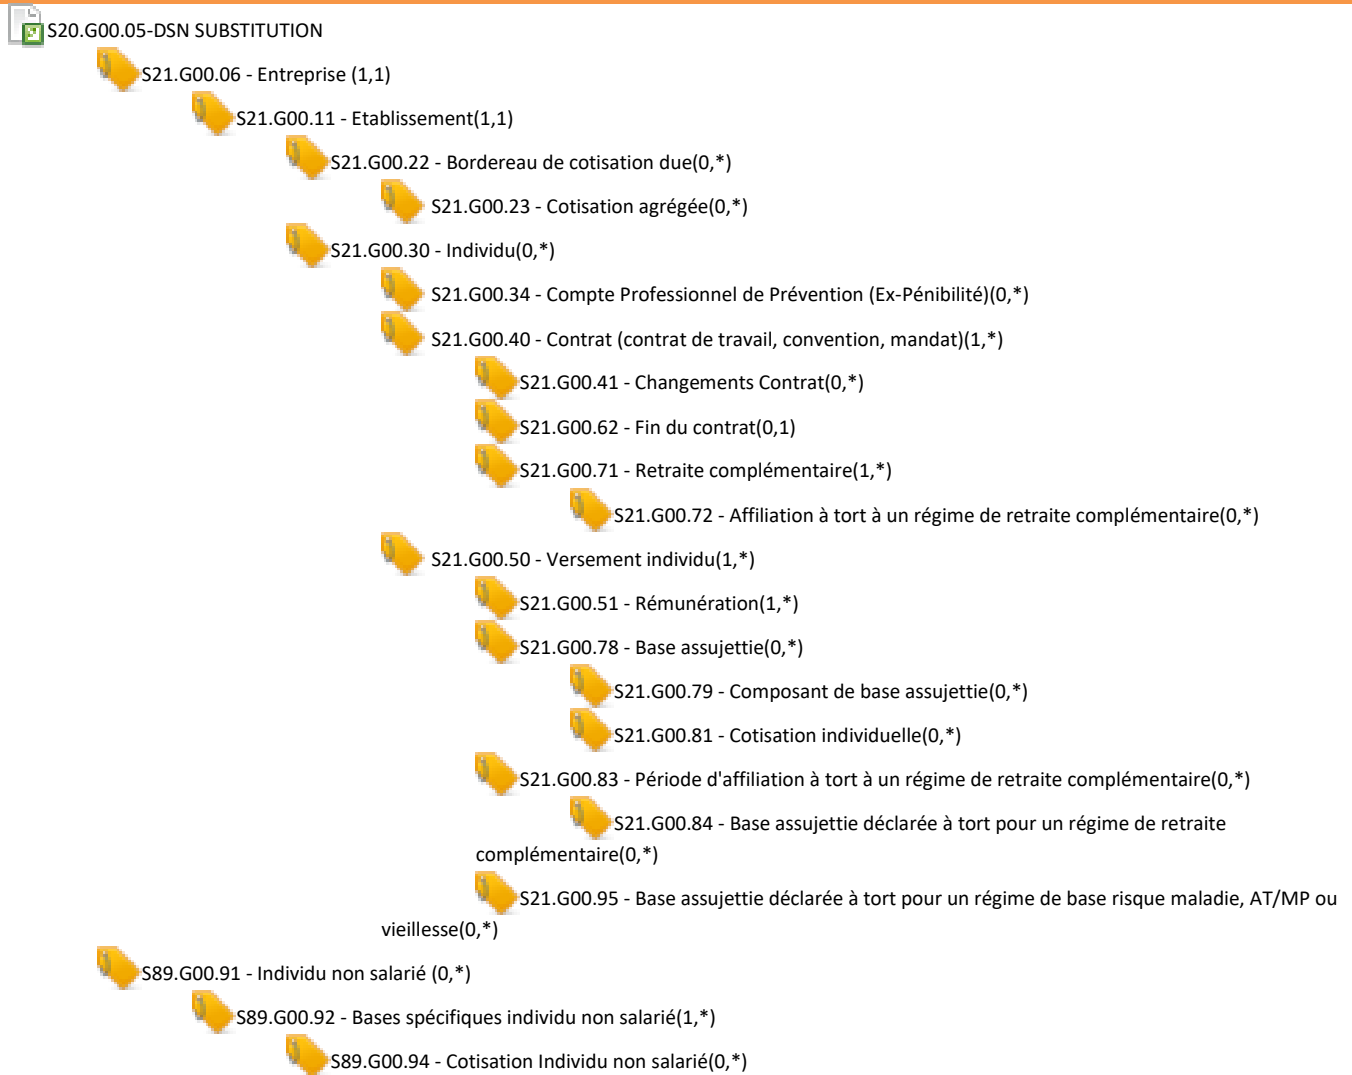 S20.G00.05-DSN SUBSTITUTION
S21.G00.06 - Entreprise (1,1)
S21.G00.11 - Etablissement(1,1)
S21.G00.22 - Bordereau de cotisation due(0,*)
S21.G00.23 - Cotisation agrégée(0,*)
S21.G00.30 - Individu(0,*)
S21.G00.34 - Compte Professionnel de Prévention (Ex-Pénibilité)(0,*)
S21.G00.40 - Contrat (contrat de travail, convention, mandat)(1,*)
S21.G00.41 - Changements Contrat(0,*)
S21.G00.62 - Fin du contrat(0,1)
S21.G00.71 - Retraite complémentaire(1,*)
S21.G00.72 - Affiliation à tort à un régime de retraite complémentaire(0,*)
S21.G00.50 - Versement individu(1,*)
S21.G00.51 - Rémunération(1,*)
S21.G00.78 - Base assujettie(0,*)
S21.G00.79 - Composant de base assujettie(0,*)
S21.G00.81 - Cotisation individuelle(0,*)
S21.G00.83 - Période d'affiliation à tort à un régime de retraite complémentaire(0,*)
S21.G00.84 - Base assujettie déclarée à tort pour un régime de retraite
complémentaire(0,*)
S21.G00.95 - Base assujettie déclarée à tort pour un régime de base risque maladie, AT/MP ou
vieillesse(0,*)
S89.G00.91 - Individu non salarié (0,*)
S89.G00.92 - Bases spécifiques individu non salarié(1,*)
S89.G00.94 - Cotisation Individu non salarié(0,*)